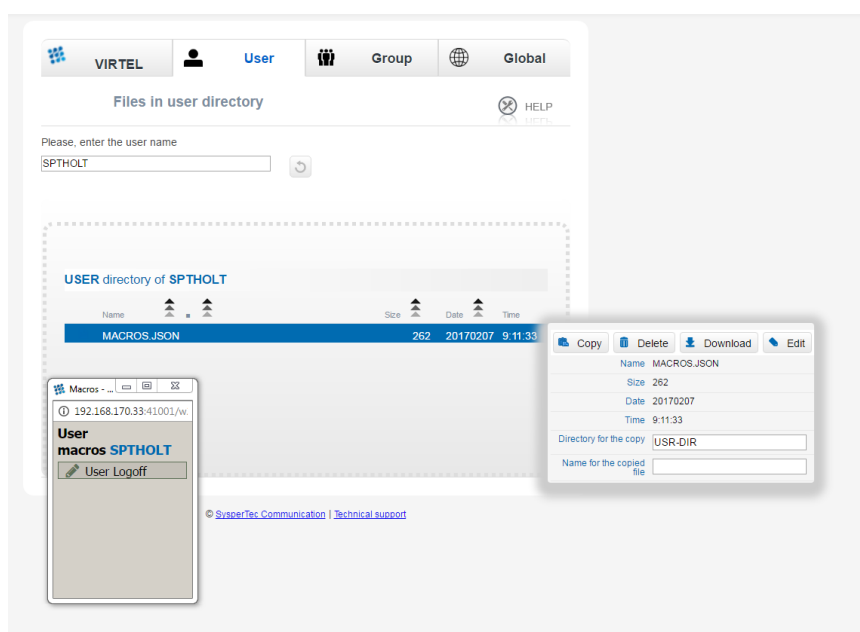 VIRTEL User Group Global
Files in user directory
HELP
Please, enter the user name
SPTHOLT
USER directory of SPTHOLT
Name Size Date Time
MACROS.JSON 262 20170207 9:11:33
Copy Delete Download Edit
Name MACROS.JSON
Size 262
Date 20170207
Time 9:11:33
Directory for the copy USR-DIR
Name for the copied
file
Macros - ...
192.168.170.33:41001/w.
User
macros SPTHOLT
User Logoff
© SysperTec Communication | Technical support